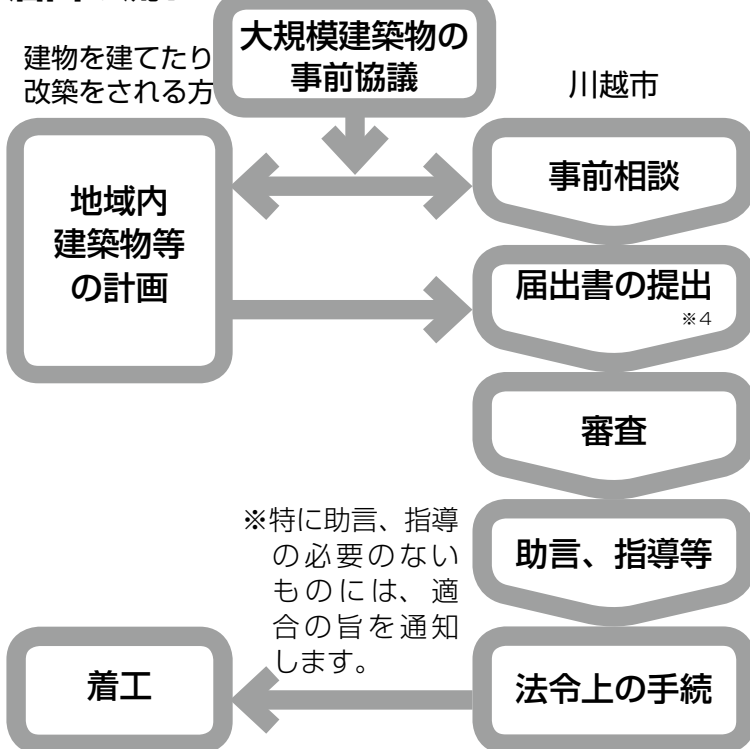 大規模建築物の
事前協議
建物を建てたり
改築をされる方
川越市
地域内
建築物等
の計画
事前相談
届出書の提出
※4
審査
※特に助言、指導
の必要のない
ものには、適
合の旨を通知
します。
助言、指導等
着工
法令上の手続